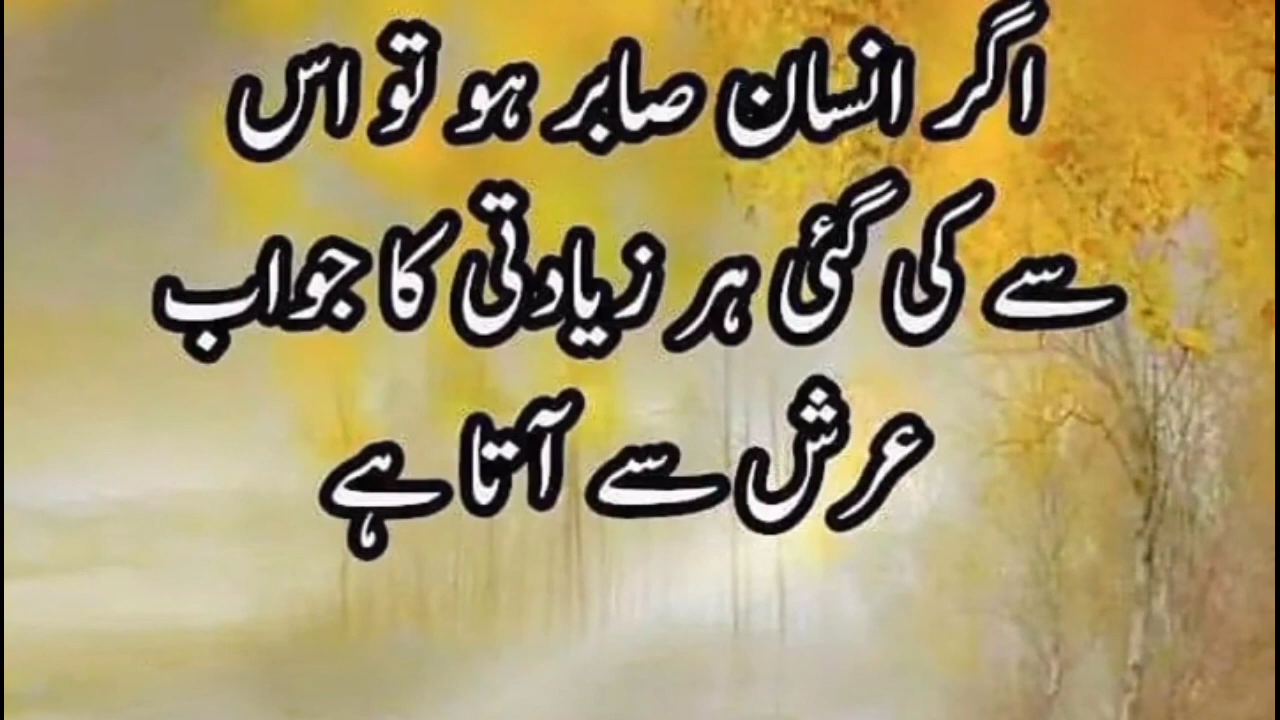 اگر انسان صابر ہو تو اس
سے کی گئی ہر زیادتی کا جواب
عرش سے آتا ہے